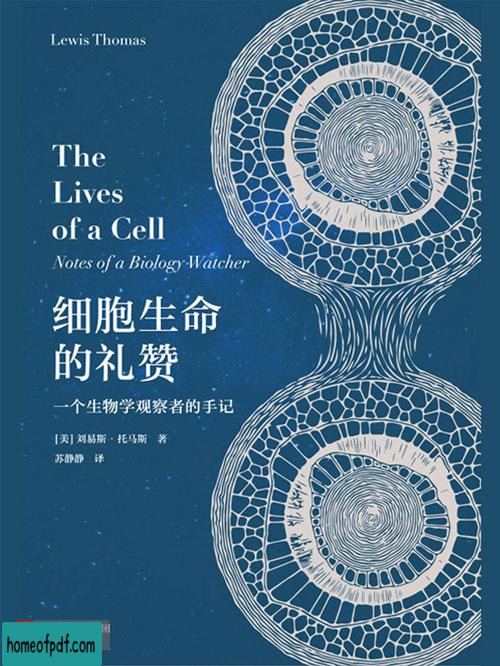 Lewis Thomas
The
Lives
of a Cell
Notes of a Biology Watcher
细胞生命
的礼赞
一个生物学观察者的手记
[美] 刘易斯·托马斯 著
苏静静 译
homeofpdf.com